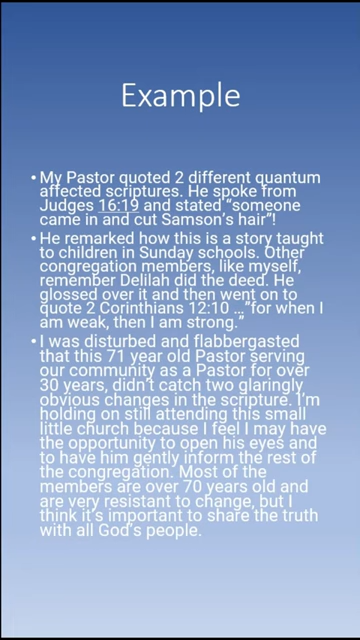 Example
• My Pastor quoted 2 different quantum
affected scriptures. He spoke from
Judges 16:19 and stated “someone
came in and cut Samson’s hair”!
• He remarked how this is a story taught
to children in Sunday schools. Other
congregation members, like myself,
remember Delilah did the deed. He
glossed over it and then went on to
quote 2 Corinthians 12:10 …”for when I
am weak, then I am strong.”
• I was disturbed and flabbergasted
that this 71 year old Pastor serving
our community as a Pastor for over
30 years, didn’t catch two glaringly
obvious changes in the scripture. I’m
holding on still attending this small
little church because I feel I may have
the opportunity to open his eyes and
to have him gently inform the rest of
the congregation. Most of the
members are over 70 years old and
are very resistant to change, but I
think it’s important to share the truth
with all God’s people.